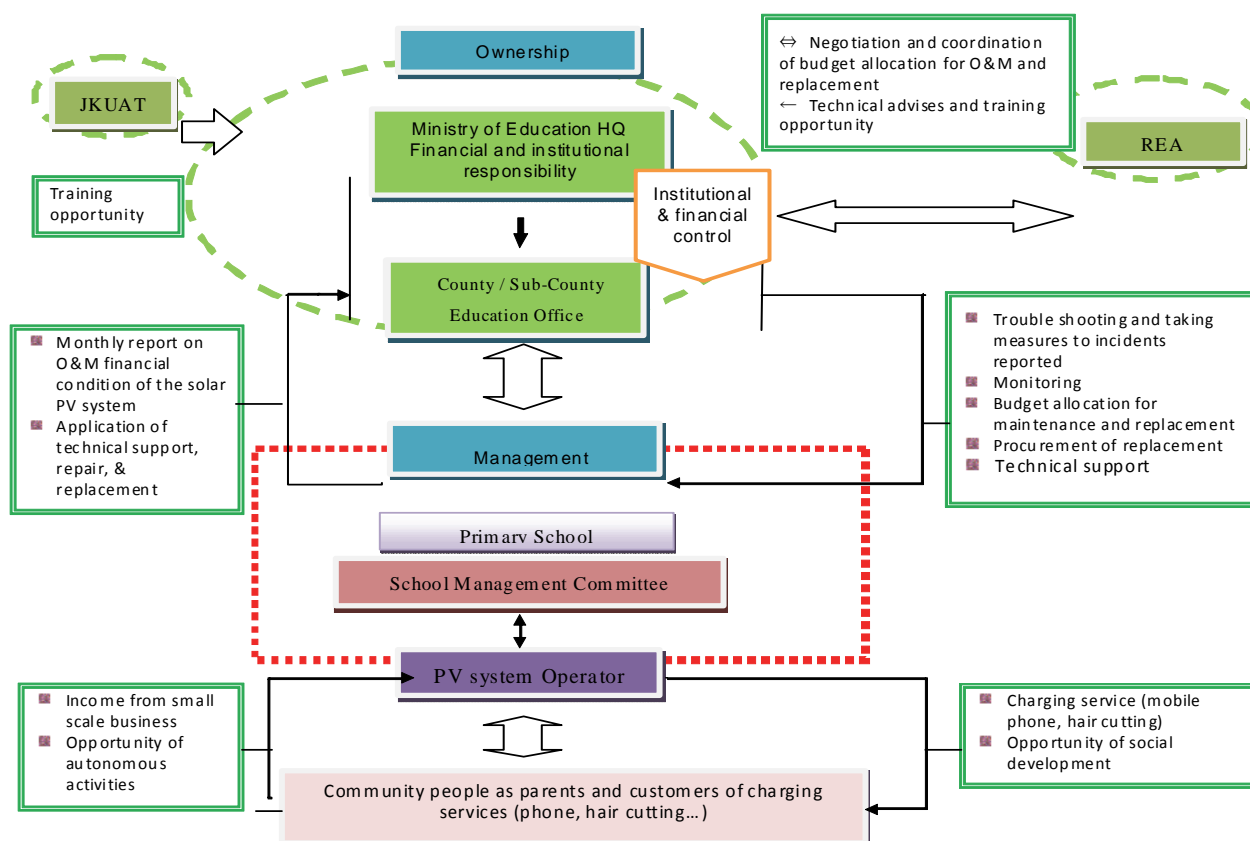 Ownership
⇔ Negotiation and coordination
of budget allocation for O&M and
replacement
← Technical advises and training
opportunity
JKUAT
REA
Ministry of Education HQ
Financial and institutional
responsibility
Training
opportunity
Institutional
& financial
control
County / Sub-County
Education Office
Monthly report on
O&M financial
condition of the solar
PV system
Application of
technical support,
repair, &
replacement
Trouble shooting and taking
measures to incidents
reported
Monitoring
Budget allocation for
maintenance and replacement
Procurement of replacement
Technical support
Management
Primary School
School Management Committee
PV system Operator
Income from small
scale business
Opportunity of
autonomous
activities
Charging service (mobile
phone, hair cutting)
Opportunity of social
development
Community people as parents and customers of charging
services (phone, hair cutting...)